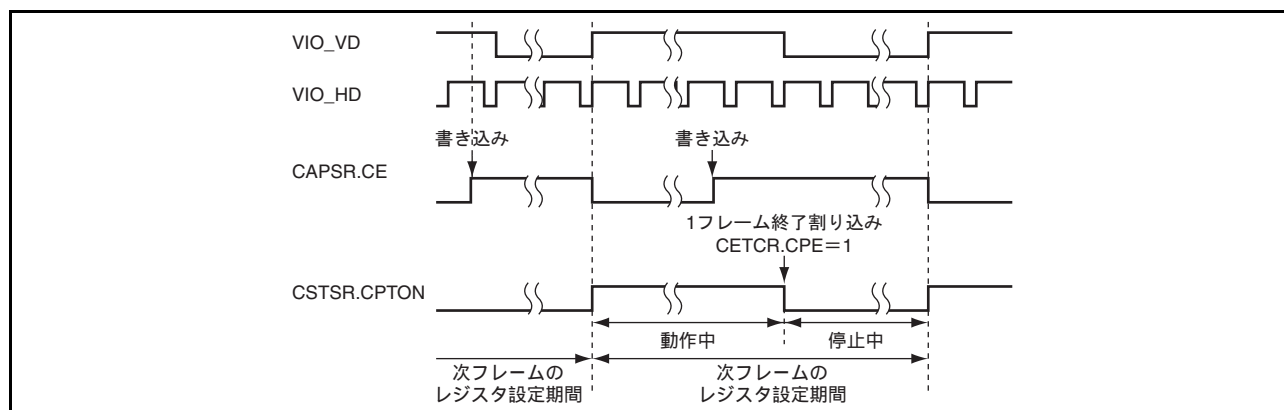 VIO_VD
VIO_HD
書き込み 書き込み
CAPSR.CE
1フレーム終了割り込み
CETCR.CPE=1
CSTSR.CPTON
動作中 停止中
次フレームの 次フレームの
レジスタ設定期間 レジスタ設定期間